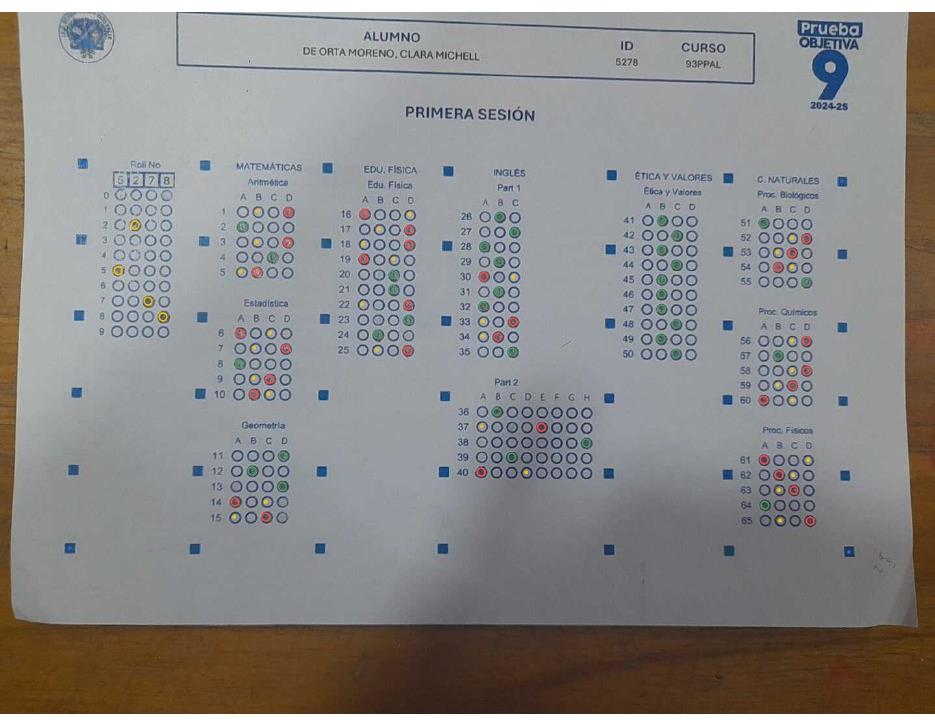 ALUMNO
DE ORTA MORENO, CLARA MICHELL
ID
5278
CURSO
93PPAL
Prueba
OBJETIVA
9
2024-25
PRIMERA SESIÓN
Roll No
5 2 7 8
0
1
2
3
4
5
6
7
8
9
MATEMÁTICAS
Aritmética
A B C D
1
2
3
4
5
Estadística
A B C D
6
7
8
9
10
Geometría
A B C D
11
12
13
14
15
EDU. FÍSICA
Edu. Física
A B C D
16
17
18
19
20
21
22
23
24
25
INGLÉS
Part 1
A B C
26
27
28
29
30
31
32
33
34
35
Part 2
A B C D E F G H
36
37
38
39
40
ÉTICA Y VALORES
Ética y Valores
A B C D
41
42
43
44
45
46
47
48
49
50
C. NATURALES
Proc. Biológicos
A B C D
51
52
53
54
55
Proc. Químicos
A B C D
56
57
58
59
60
Proc. Físicos
A B C D
61
62
63
64
65